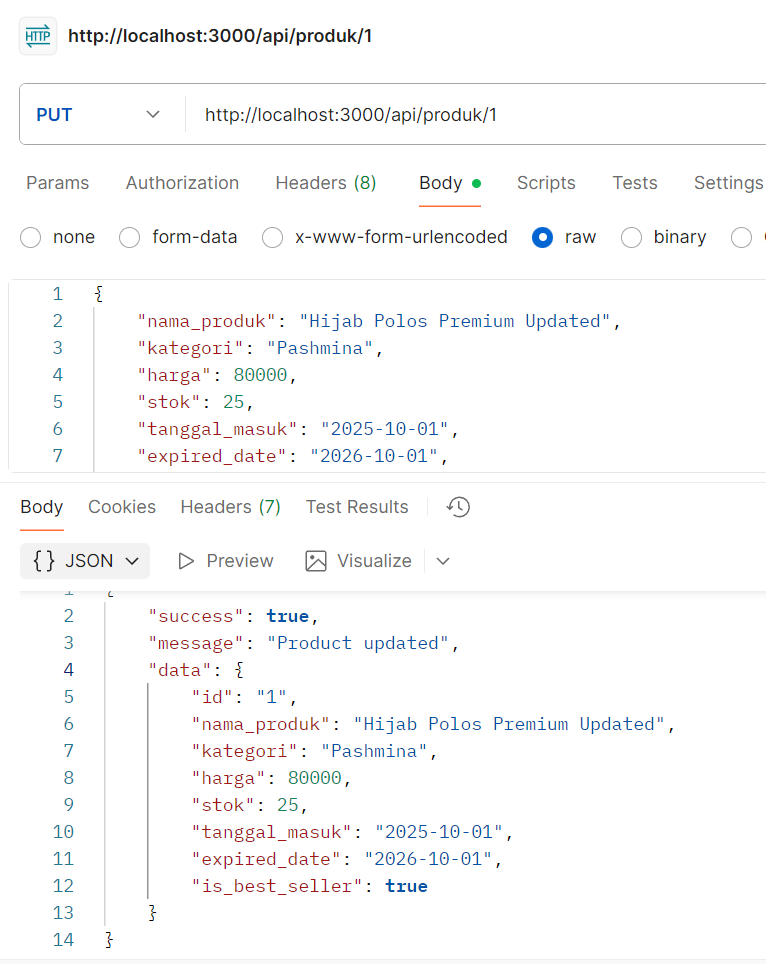 HTTP http://localhost:3000/api/produk/1
PUT http://localhost:3000/api/produk/1
Params Authorization Headers (8) Body Scripts Tests Settings
none form-data x-www-form-urlencoded raw binary
1 {
2 "nama_produk": "Hijab Polos Premium Updated",
3 "kategori": "Pashmina",
4 "harga": 80000,
5 "stok": 25,
6 "tanggal_masuk": "2025-10-01",
7 "expired_date": "2026-10-01",
Body Cookies Headers (7) Test Results
{} JSON Preview Visualize
1 {
2 "success": true,
3 "message": "Product updated",
4 "data": {
5 "id": "1",
6 "nama_produk": "Hijab Polos Premium Updated",
7 "kategori": "Pashmina",
8 "harga": 80000,
9 "stok": 25,
10 "tanggal_masuk": "2025-10-01",
11 "expired_date": "2026-10-01",
12 "is_best_seller": true
13 }
14 }